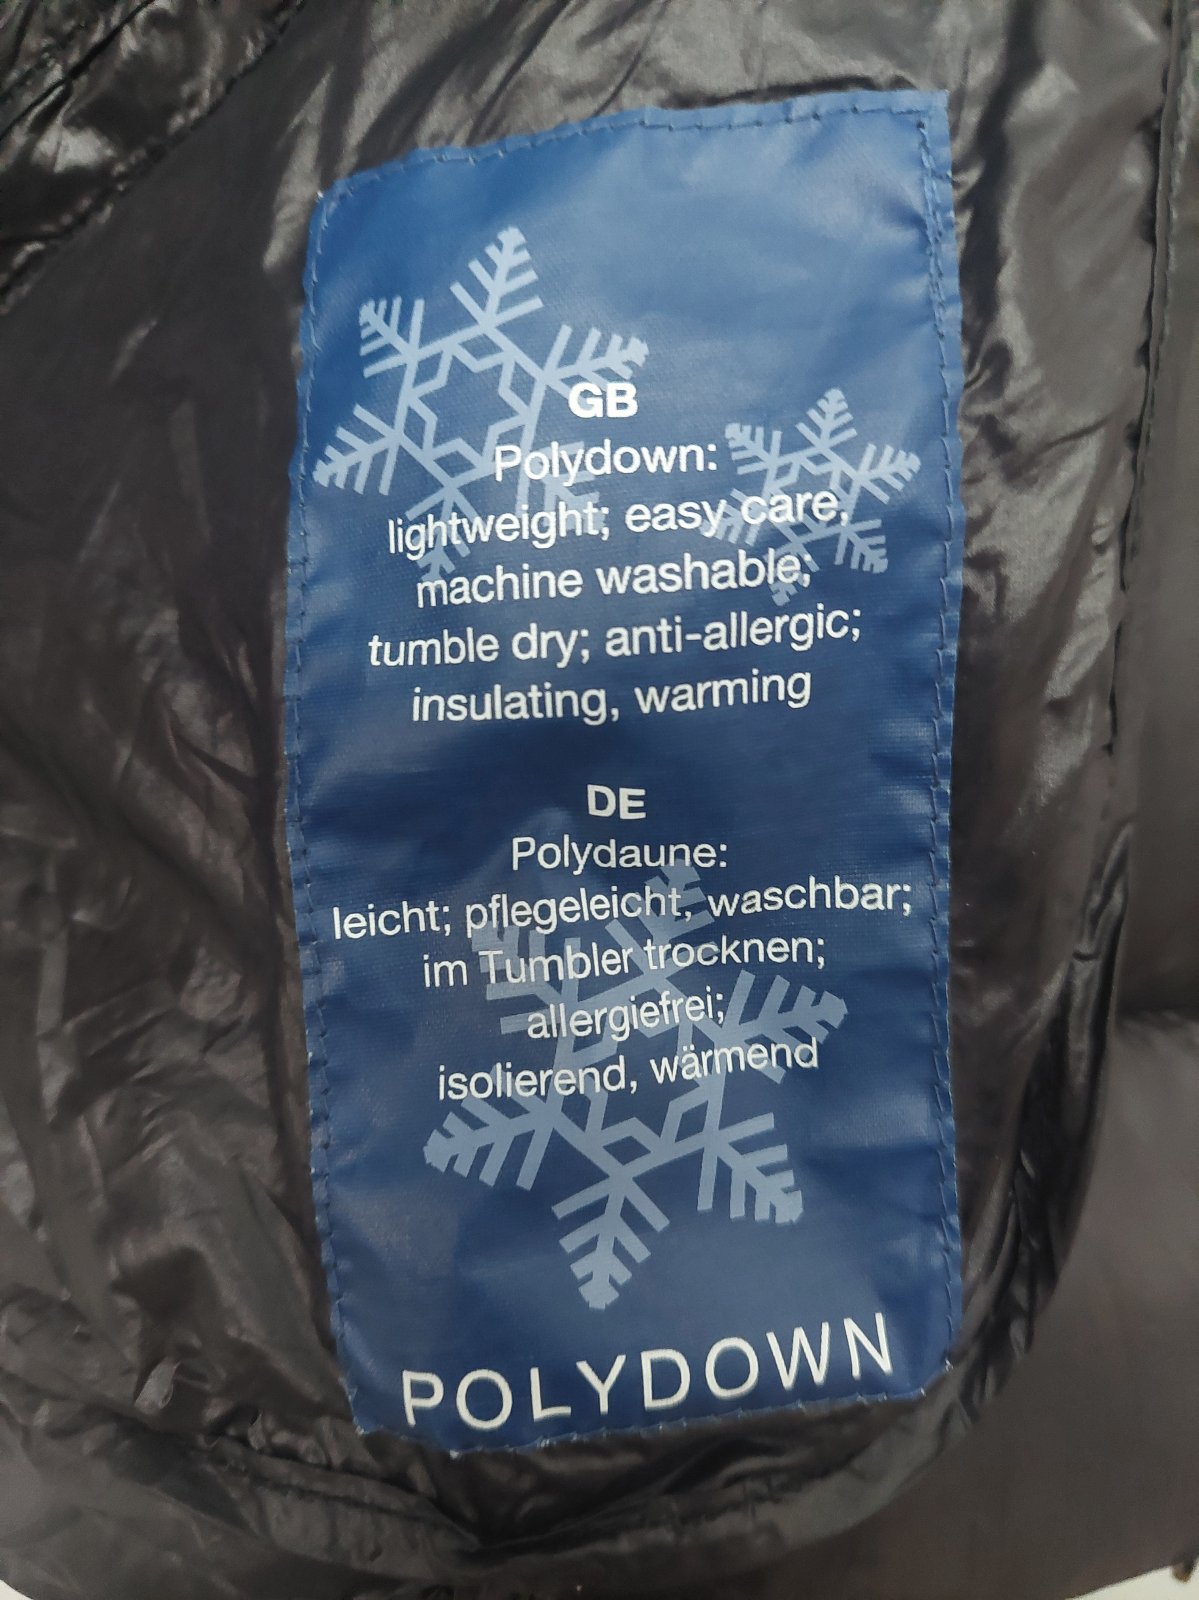 GB
Polydown:
lightweight; easy care,
machine washable;
tumble dry; anti-allergic;
insulating, warming
DE
Polydaune:
leicht; pflegeleicht, waschbar;
im Tumbler trocknen;
allergiefrei;
isolierend, wärmend
POLYDOWN